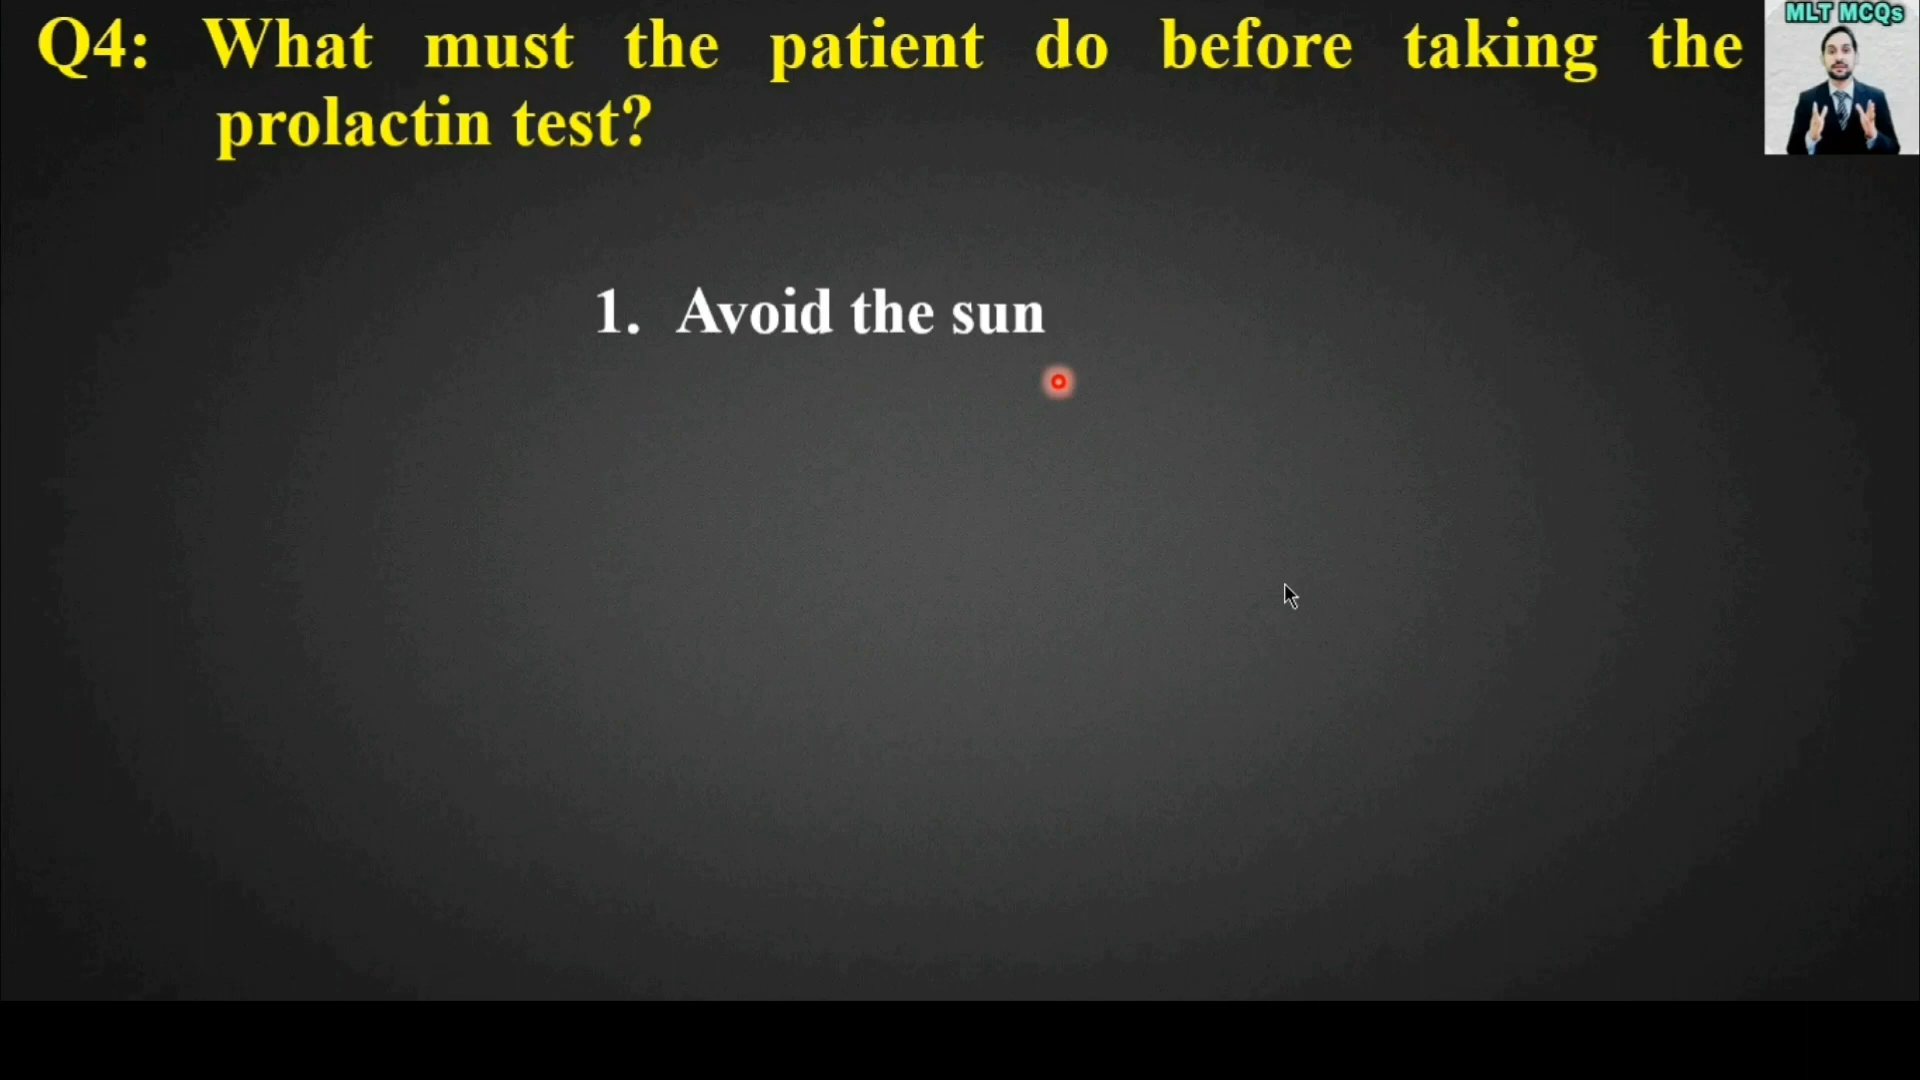 MLT MCQs
Q4: What must the patient do before taking the
prolactin test?
1. Avoid the sun